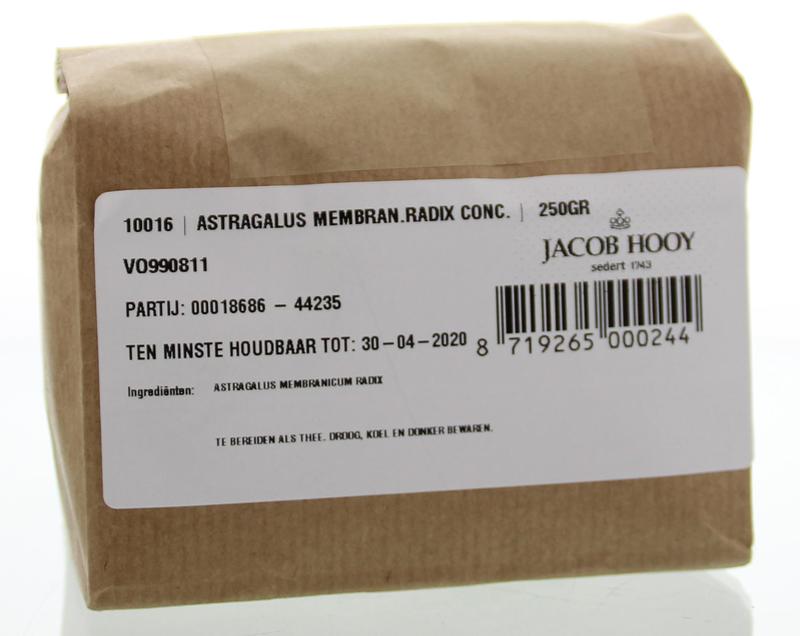 10016 | ASTRAGALUS MEMBRAN.RADIX CONC. | 250GR
JACOB HOOY
sedert 1743
VO990811
PARTIJ: 00018686 – 44235
TEN MINSTE HOUDBAAR TOT: 30–04–2020
8 719265 000244
Ingrediënten: ASTRAGALUS MEMBRANICUM RADIX
TE BEREIDEN ALS THEE. DROOG, KOEL EN DONKER BEWAREN.